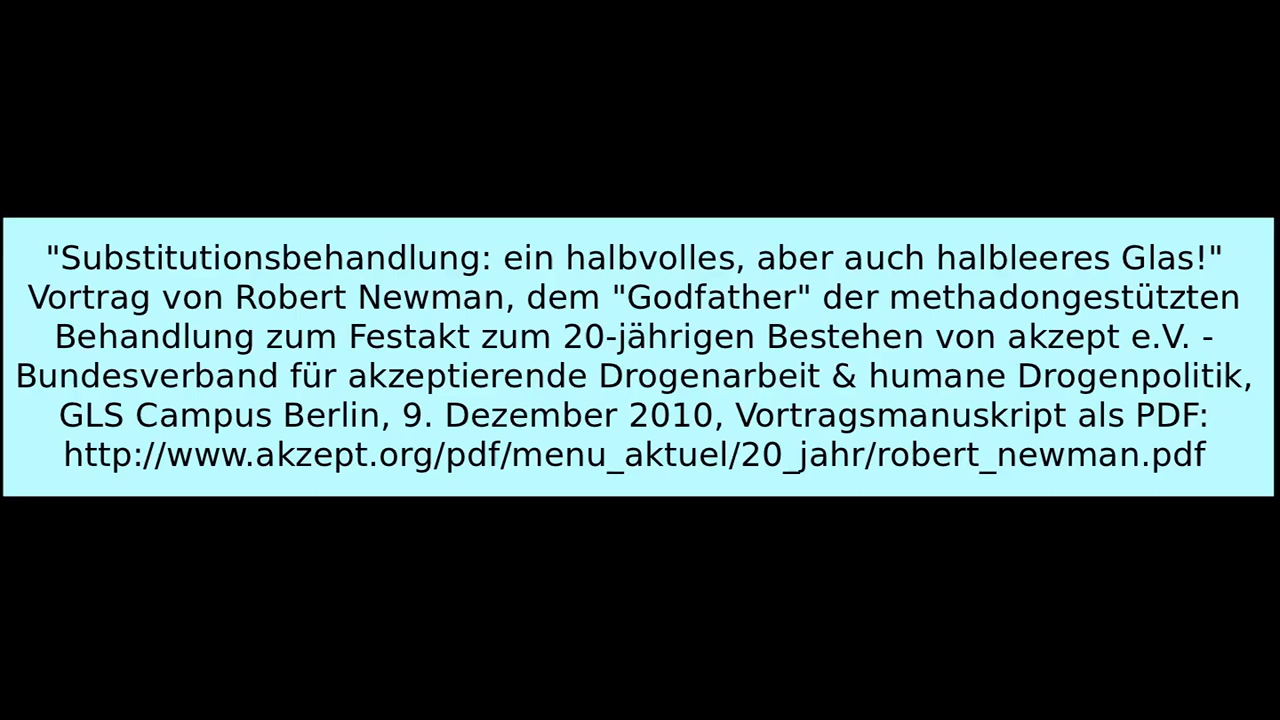 "Substitutionsbehandlung: ein halbvolles, aber auch halbleeres Glas!"
Vortrag von Robert Newman, dem "Godfather" der methadongestützten
Behandlung zum Festakt zum 20-jährigen Bestehen von akzept e.V. -
Bundesverband für akzeptierende Drogenarbeit & humane Drogenpolitik,
GLS Campus Berlin, 9. Dezember 2010, Vortragsmanuskript als PDF:
http://www.akzept.org/pdf/menu_aktuel/20_jahr/robert_newman.pdf